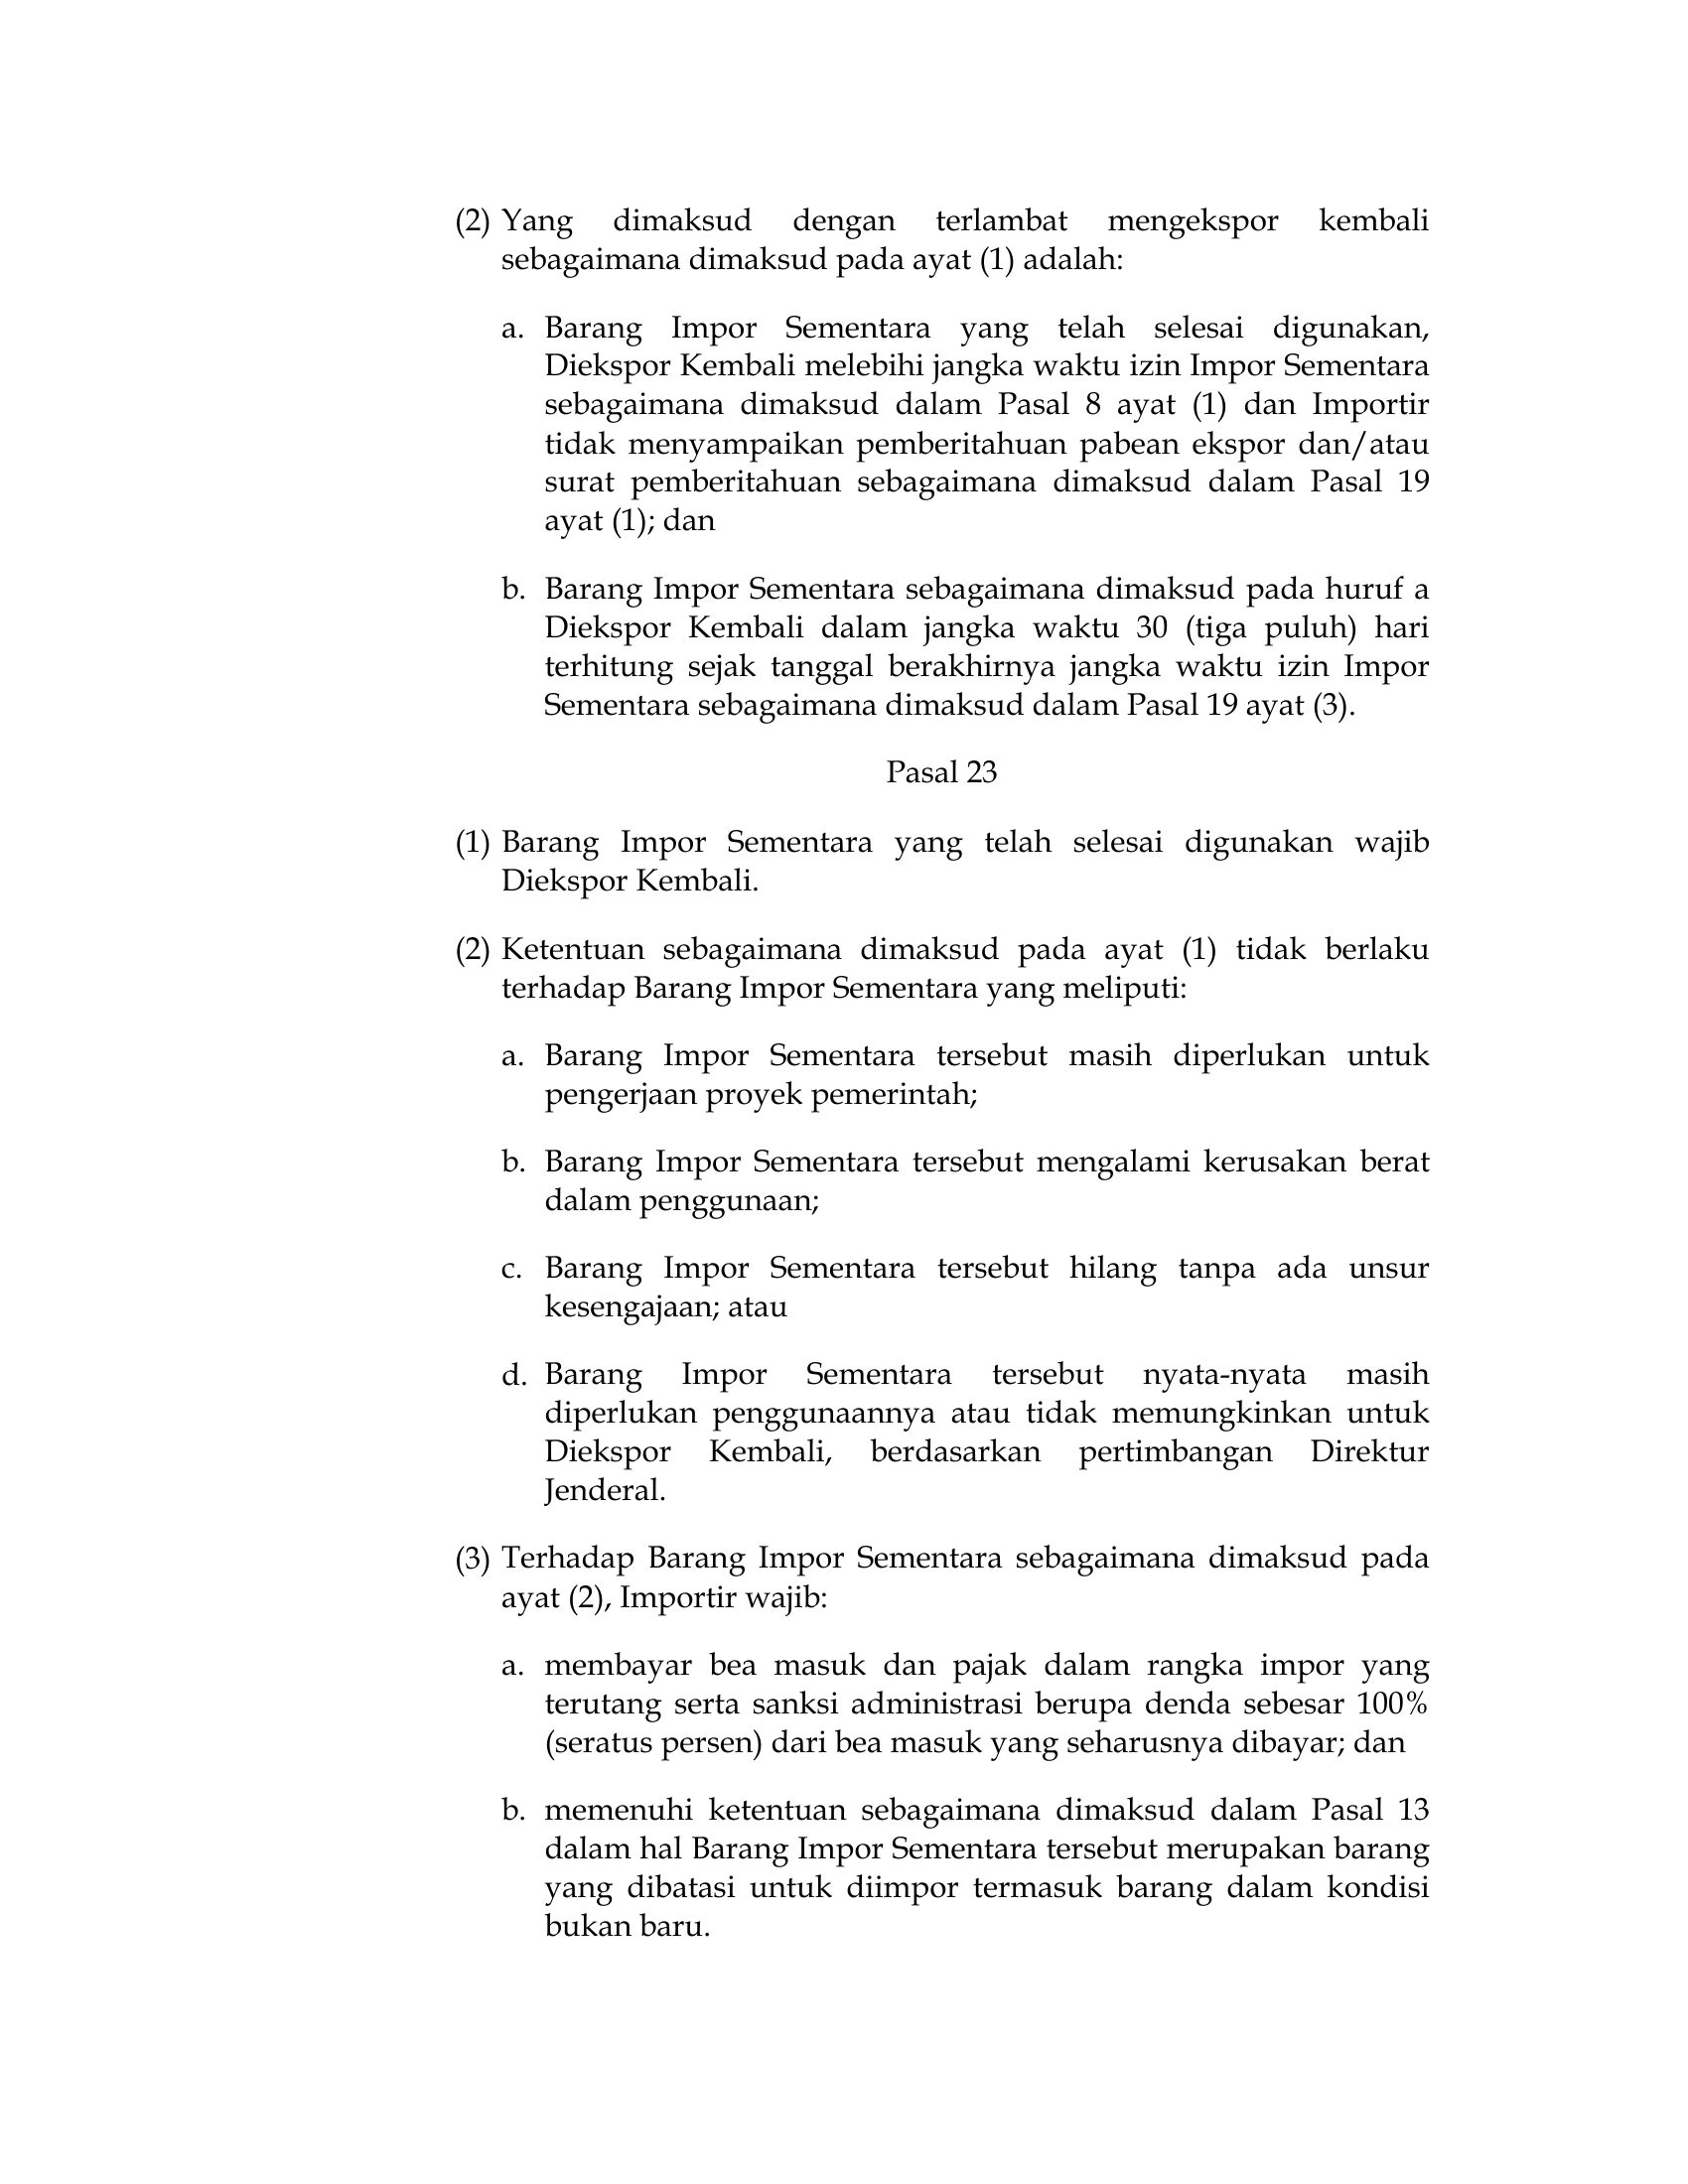 (2) Yang dimaksud dengan terlambat mengekspor kembali
sebagaimana dimaksud pada ayat (1) adalah:
a. Barang Impor Sementara yang telah selesai digunakan,
Diekspor Kembali melebihi jangka waktu izin Impor Sementara
sebagaimana dimaksud dalam Pasal 8 ayat (1) dan Importir
tidak menyampaikan pemberitahuan pabean ekspor dan/atau
surat pemberitahuan sebagaimana dimaksud dalam Pasal 19
ayat (1); dan
b. Barang Impor Sementara sebagaimana dimaksud pada huruf a
Diekspor Kembali dalam jangka waktu 30 (tiga puluh) hari
terhitung sejak tanggal berakhirnya jangka waktu izin Impor
Sementara sebagaimana dimaksud dalam Pasal 19 ayat (3).
Pasal 23
(1) Barang Impor Sementara yang telah selesai digunakan wajib
Diekspor Kembali.
(2) Ketentuan sebagaimana dimaksud pada ayat (1) tidak berlaku
terhadap Barang Impor Sementara yang meliputi:
a. Barang Impor Sementara tersebut masih diperlukan untuk
pengerjaan proyek pemerintah;
b. Barang Impor Sementara tersebut mengalami kerusakan berat
dalam penggunaan;
c. Barang Impor Sementara tersebut hilang tanpa ada unsur
kesengajaan; atau
d. Barang Impor Sementara tersebut nyata-nyata masih
diperlukan penggunaannya atau tidak memungkinkan untuk
Diekspor Kembali, berdasarkan pertimbangan Direktur
Jenderal.
(3) Terhadap Barang Impor Sementara sebagaimana dimaksud pada
ayat (2), Importir wajib:
a. membayar bea masuk dan pajak dalam rangka impor yang
terutang serta sanksi administrasi berupa denda sebesar 100%
(seratus persen) dari bea masuk yang seharusnya dibayar; dan
b. memenuhi ketentuan sebagaimana dimaksud dalam Pasal 13
dalam hal Barang Impor Sementara tersebut merupakan barang
yang dibatasi untuk diimpor termasuk barang dalam kondisi
bukan baru.